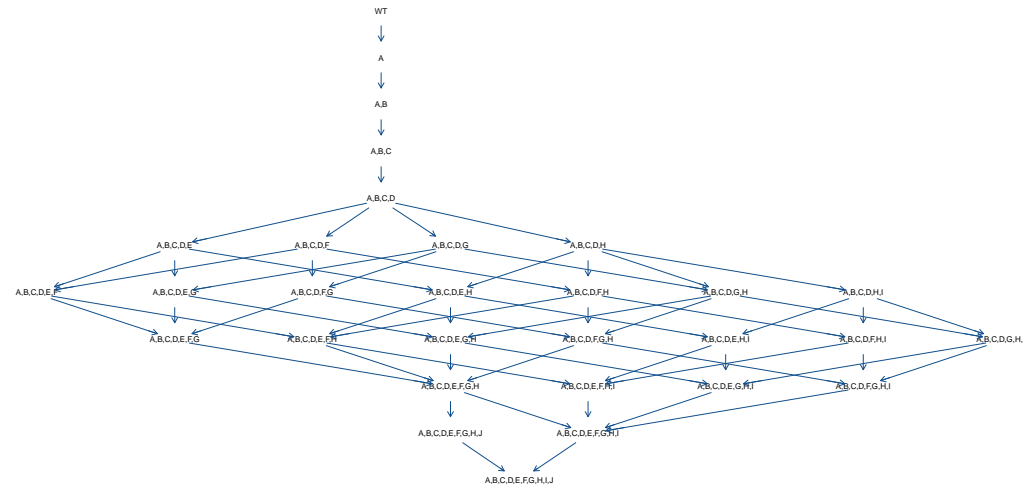 WT
A
A,B
A,B,C
A,B,C,D
A,B,C,D,E
A,B,C,D,F
A,B,C,D,G
A,B,C,D,H
A,B,C,D,E,F
A,B,C,D,E,G
A,B,C,D,F,G
A,B,C,D,E,H
A,B,C,D,F,H
A,B,C,D,G,H
A,B,C,D,H,I
A,B,C,D,E,F,G
A,B,C,D,E,F,H
A,B,C,D,E,G,H
A,B,C,D,F,G,H
A,B,C,D,E,H,I
A,B,C,D,F,H,I
A,B,C,D,G,H,
A,B,C,D,E,F,G,H
A,B,C,D,E,F,H,I
A,B,C,D,E,G,H,I
A,B,C,D,F,G,H,I
A,B,C,D,E,F,G,H,J
A,B,C,D,E,F,G,H,I
A,B,C,D,E,F,G,H,I,J